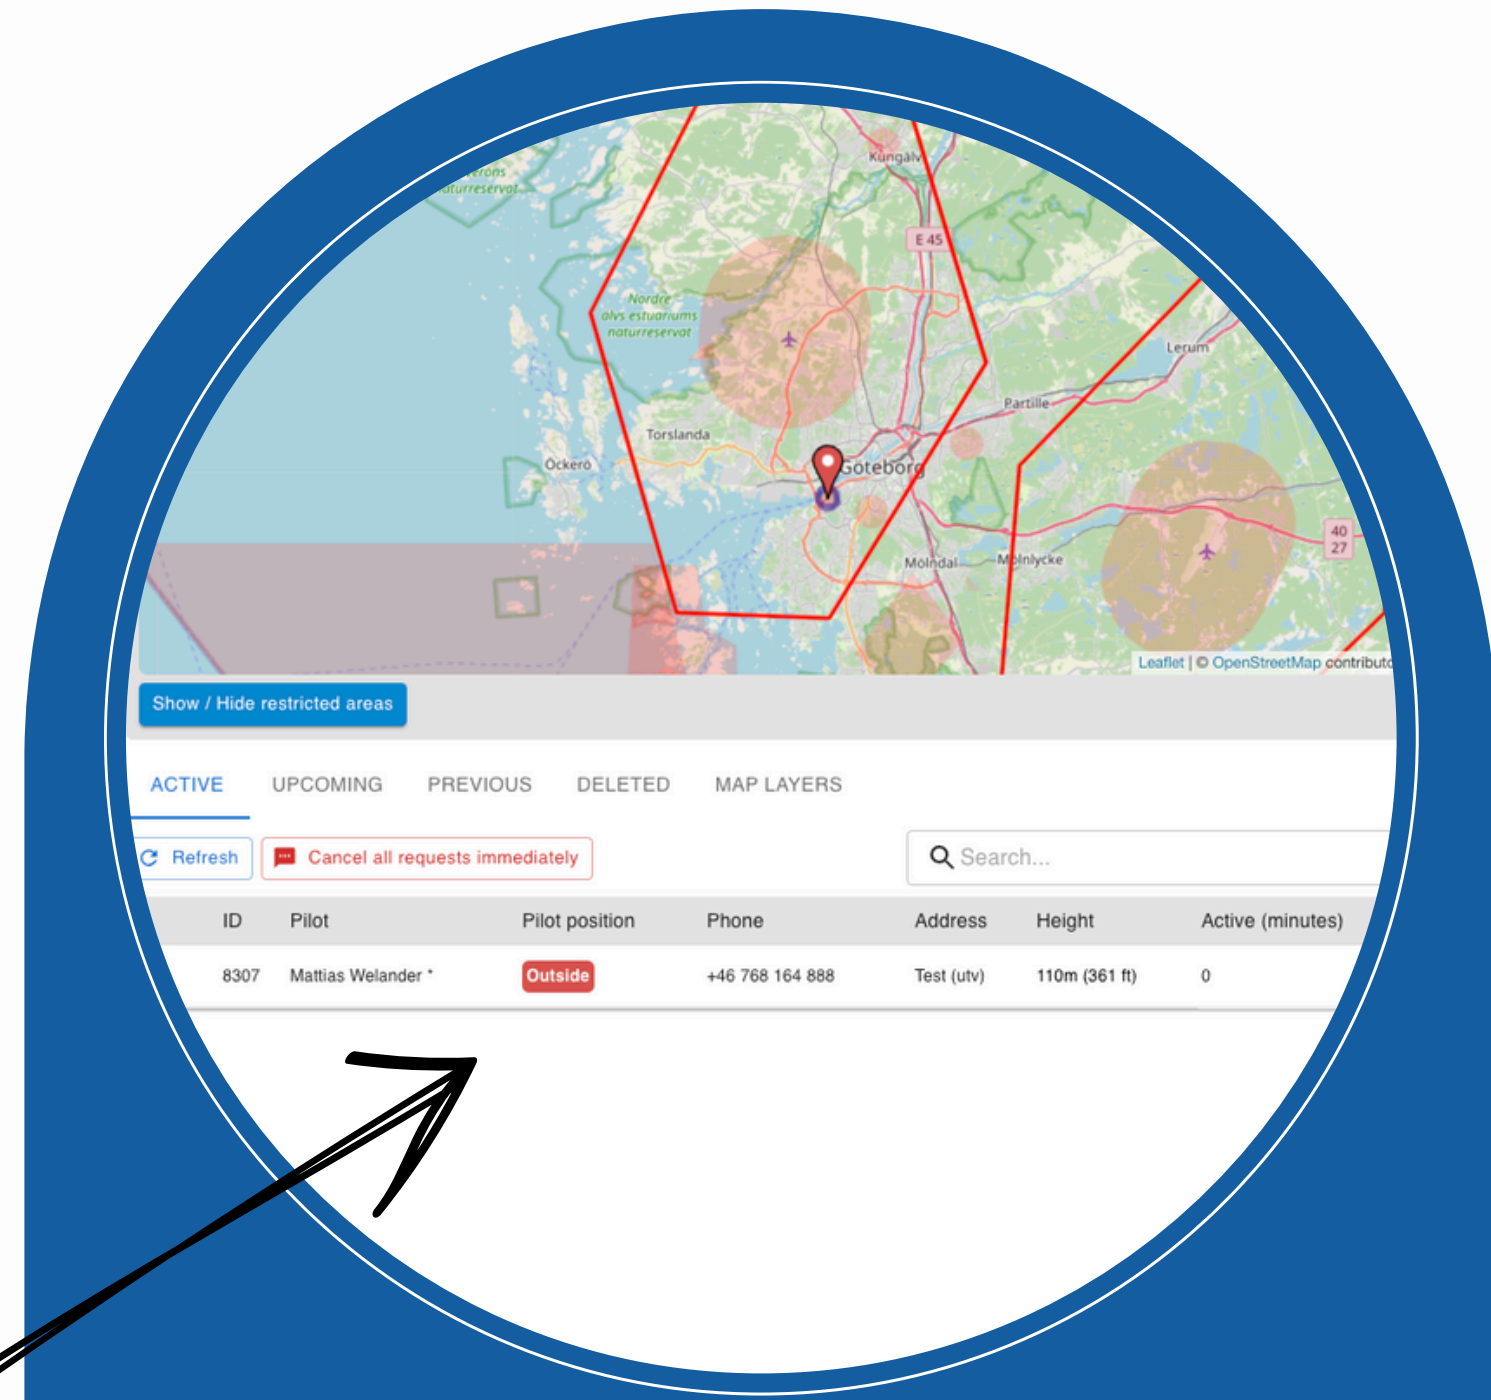 Kungälv
naturreservat
E 45
Nordre
älvs estuariums
naturreservat
Lerum
Partille
Torslanda
Öckerö
Göteborg
40
27
Mölndal
Mölnlycke
Leaflet | © OpenStreetMap
Show / Hide restricted areas
ACTIVE UPCOMING PREVIOUS DELETED MAP LAYERS
Refresh Cancel all requests immediately Search...
ID Pilot Pilot position Phone Address Height Active (minutes)
8307 Mattias Welander * Outside +46 768 164 888 Test (utv) 110m (361 ft) 0